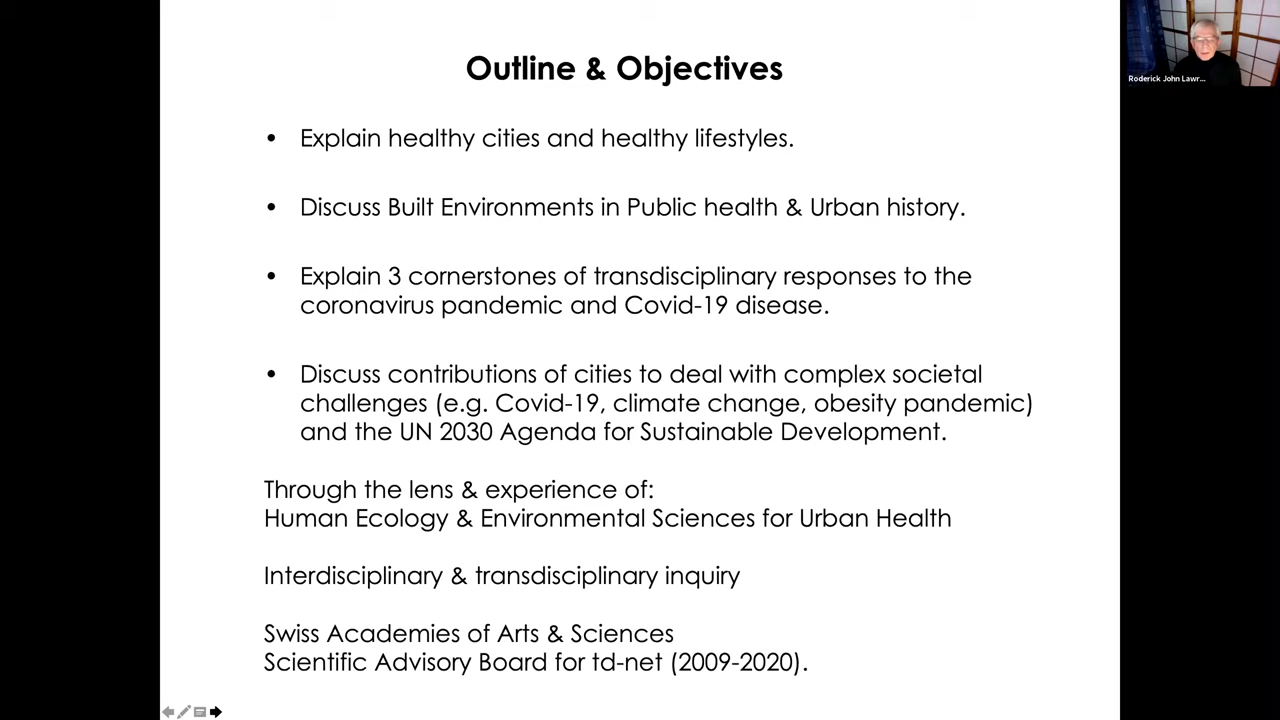 Outline & Objectives
• Explain healthy cities and healthy lifestyles.
• Discuss Built Environments in Public health & Urban history.
• Explain 3 cornerstones of transdisciplinary responses to the
coronavirus pandemic and Covid-19 disease.
• Discuss contributions of cities to deal with complex societal
challenges (e.g. Covid-19, climate change, obesity pandemic)
and the UN 2030 Agenda for Sustainable Development.
Through the lens & experience of:
Human Ecology & Environmental Sciences for Urban Health
Interdisciplinary & transdisciplinary inquiry
Swiss Academies of Arts & Sciences
Scientific Advisory Board for td-net (2009-2020).
Roderick John Lawr...